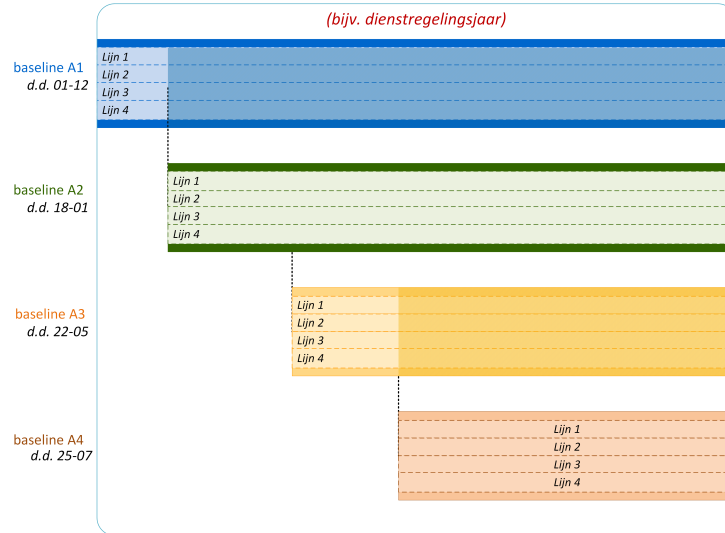 (bijv. dienstregelingsjaar)
baseline A1
d.d. 01-12
Lijn 1
Lijn 2
Lijn 3
Lijn 4
baseline A2
d.d. 18-01
Lijn 1
Lijn 2
Lijn 3
Lijn 4
baseline A3
d.d. 22-05
Lijn 1
Lijn 2
Lijn 3
Lijn 4
baseline A4
d.d. 25-07
Lijn 1
Lijn 2
Lijn 3
Lijn 4